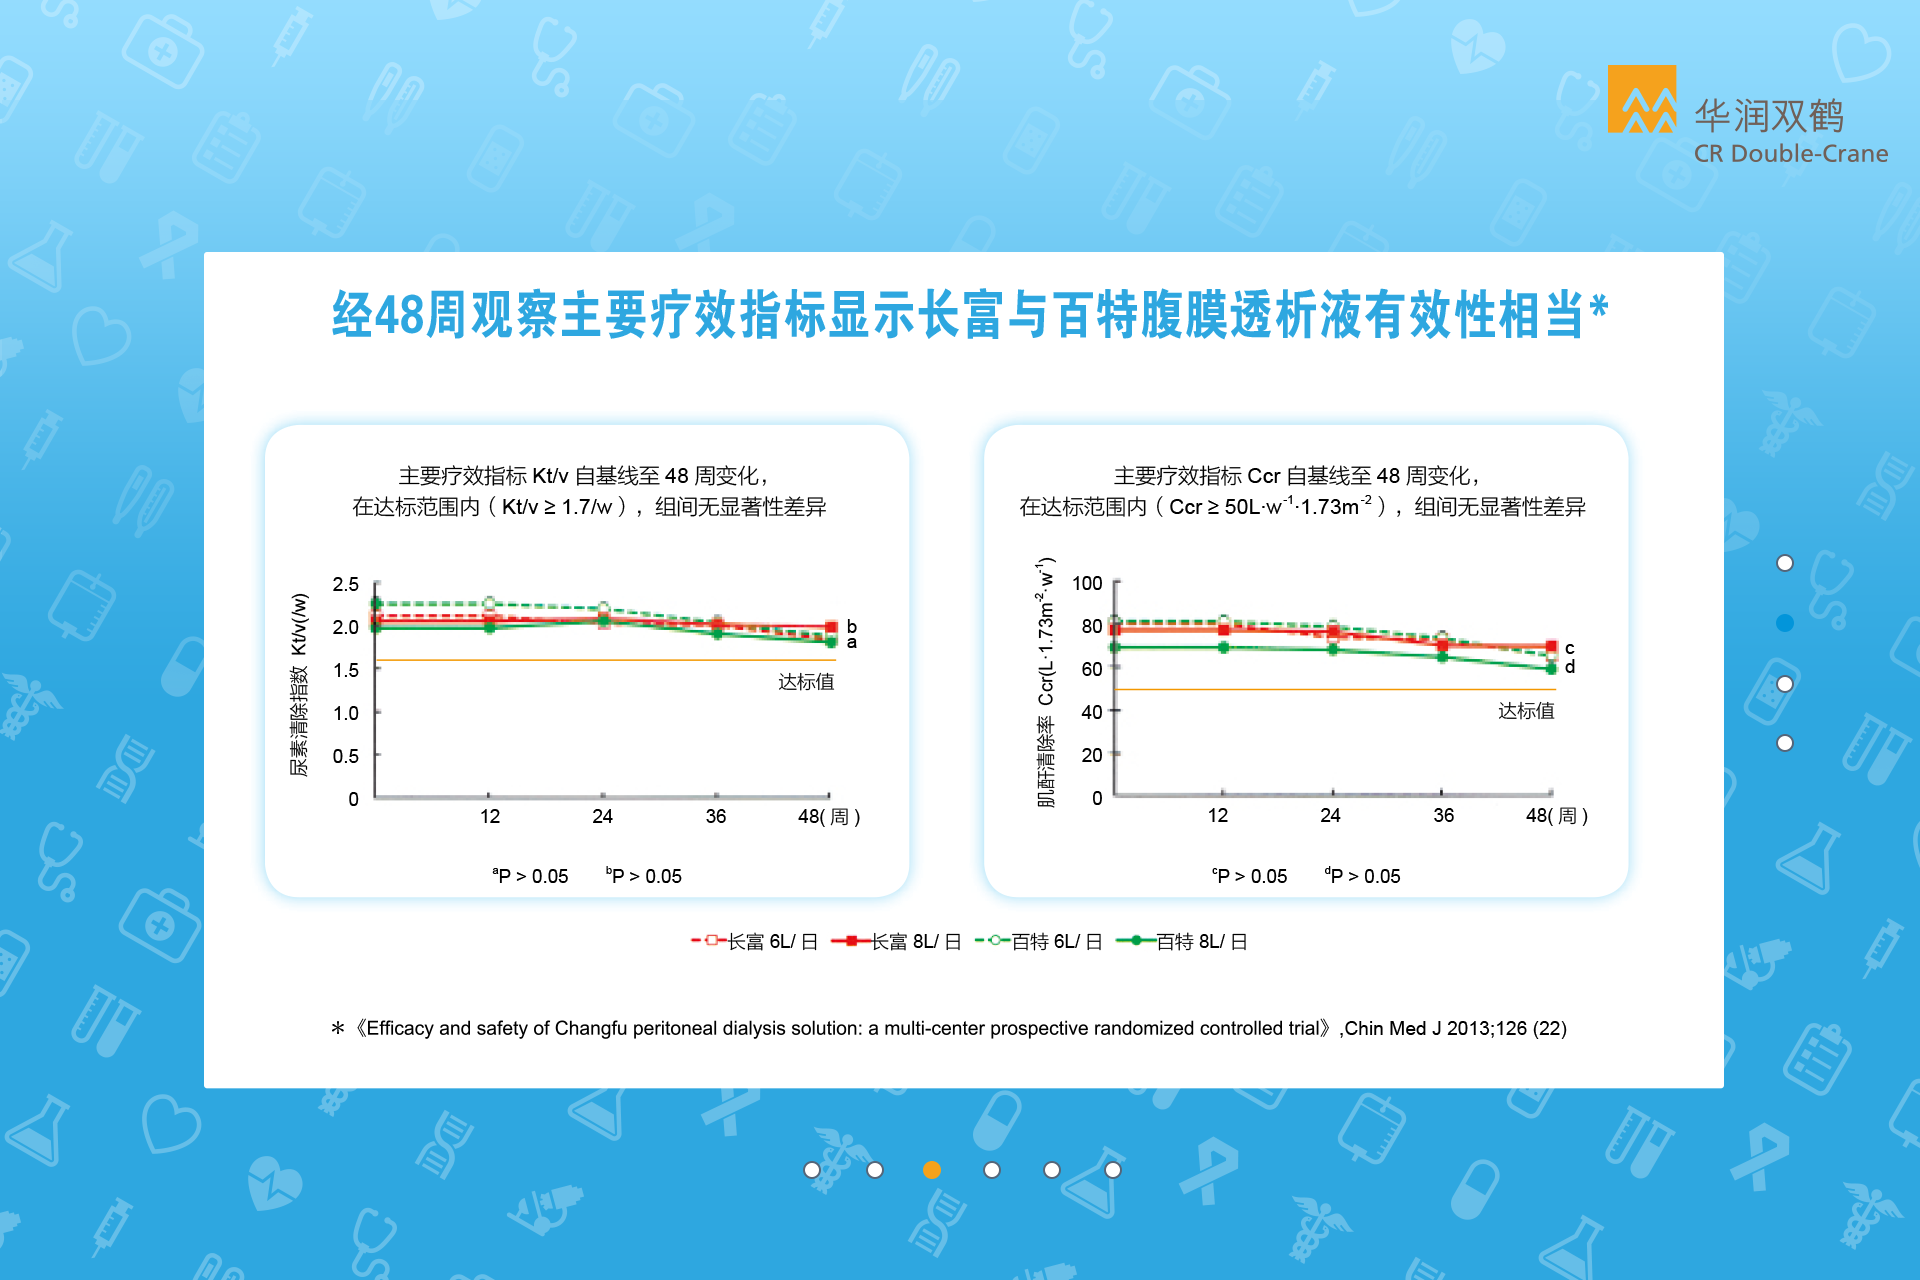 华润双鹤
CR Double-Crane
经48周观察主要疗效指标显示长富与百特腹膜透析液有效性相当*
主要疗效指标 Kt/v 自基线至 48 周变化，
在达标范围内（Kt/v ≥ 1.7/w），组间无显著性差异
尿素清除指数 Kt/v(/w)
2.5
2.0
1.5
1.0
0.5
0
b
a
达标值
12 24 36 48(周)
ᵃP > 0.05 ᵇP > 0.05
主要疗效指标 Ccr 自基线至 48 周变化，
在达标范围内（Ccr ≥ 50L·w⁻¹·1.73m⁻²），组间无显著性差异
肌酐清除率 Ccr(L·1.73m⁻²·w⁻¹)
100
80
60
40
20
0
c
d
达标值
12 24 36 48(周)
ᶜP > 0.05 ᵈP > 0.05
长富 6L/日 长富 8L/日 百特 6L/日 百特 8L/日
＊《Efficacy and safety of Changfu peritoneal dialysis solution: a multi-center prospective randomized controlled trial》,Chin Med J 2013;126 (22)